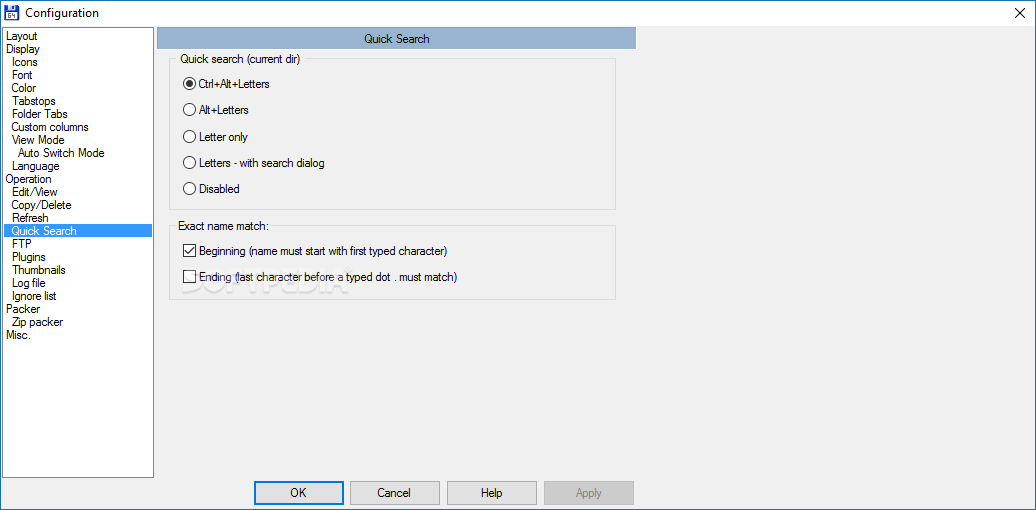 Configuration
Layout
Display
Icons
Font
Color
Tabstops
Folder Tabs
Custom columns
View Mode
Auto Switch Mode
Language
Operation
Edit/View
Copy/Delete
Refresh
Quick Search
FTP
Plugins
Thumbnails
Log file
Ignore list
Packer
Zip packer
Misc.
Quick Search
Quick search (current dir)
Ctrl+Alt+Letters
Alt+Letters
Letter only
Letters - with search dialog
Disabled
Exact name match:
Beginning (name must start with first typed character)
Ending (last character before a typed dot . must match)
SOFTPEDIA
OK
Cancel
Help
Apply
64